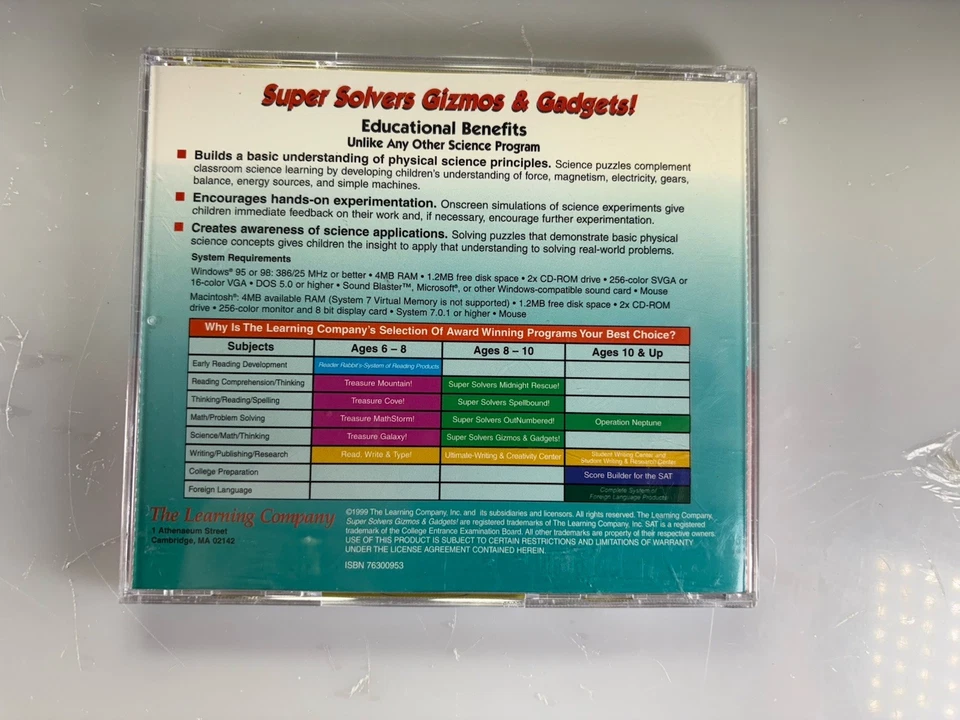 Super Solvers Gizmos & Gadgets!
Educational Benefits
Unlike Any Other Science Program
■ Builds a basic understanding of physical science principles. Science puzzles complement
classroom science learning by developing children's understanding of force, magnetism, electricity, gears,
balance, energy sources, and simple machines.
■ Encourages hands-on experimentation. Onscreen simulations of science experiments give
children immediate feedback on their work and, if necessary, encourage further experimentation.
■ Creates awareness of science applications. Solving puzzles that demonstrate basic physical
science concepts gives children the insight to apply that understanding to solving real-world problems.
System Requirements
Windows® 95 or 98: 386/25 MHz or better • 4MB RAM • 1.2MB free disk space • 2x CD-ROM drive • 256-color SVGA or
16-color VGA • DOS 5.0 or higher • Sound Blaster™, Microsoft®, or other Windows-compatible sound card • Mouse
Macintosh®: 4MB available RAM (System 7 Virtual Memory is not supported) • 1.2MB free disk space • 2x CD-ROM
drive • 256-color monitor and 8 bit display card • System 7.0.1 or higher • Mouse
Why Is The Learning Company's Selection Of Award Winning Programs Your Best Choice?
Subjects Ages 6 – 8 Ages 8 – 10 Ages 10 & Up
Early Reading Development Reader Rabbit's System of Reading Products
Reading Comprehension/Thinking Treasure Mountain! Super Solvers Midnight Rescue!
Thinking/Reading/Spelling Treasure Cove! Super Solvers Spellbound!
Math/Problem Solving Treasure MathStorm! Super Solvers OutNumbered! Operation Neptune
Science/Math/Thinking Treasure Galaxy! Super Solvers Gizmos & Gadgets!
Writing/Publishing/Research Read, Write & Type! Ultimate Writing & Creativity Center Student Writing Center and
Student Writing & Research Center
College Preparation Score Builder for the SAT
Foreign Language Complete System of
Foreign Language Products
The Learning Company
1 Athenaeum Street
Cambridge, MA 02142
©1999 The Learning Company, Inc. and its subsidiaries and licensors. All rights reserved. The Learning Company,
Super Solvers Gizmos & Gadgets! are registered trademarks of The Learning Company, Inc. SAT is a registered
trademark of the College Entrance Examination Board. All other trademarks are property of their respective owners.
USE OF THIS PRODUCT IS SUBJECT TO CERTAIN RESTRICTIONS AND LIMITATIONS OF WARRANTY
UNDER THE LICENSE AGREEMENT CONTAINED HEREIN.
ISBN 76300953